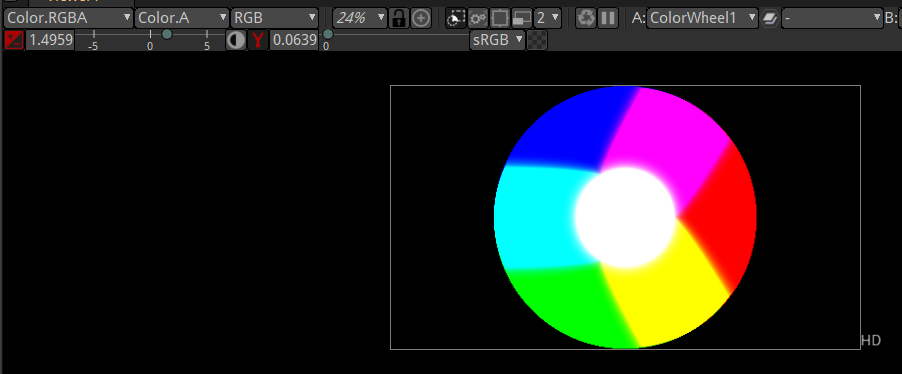 Color.RGBA Color.A RGB 24% 2 A: ColorWheel1 - B:
1.4959 -5 0 5 Y 0.0639 0 sRGB
HD